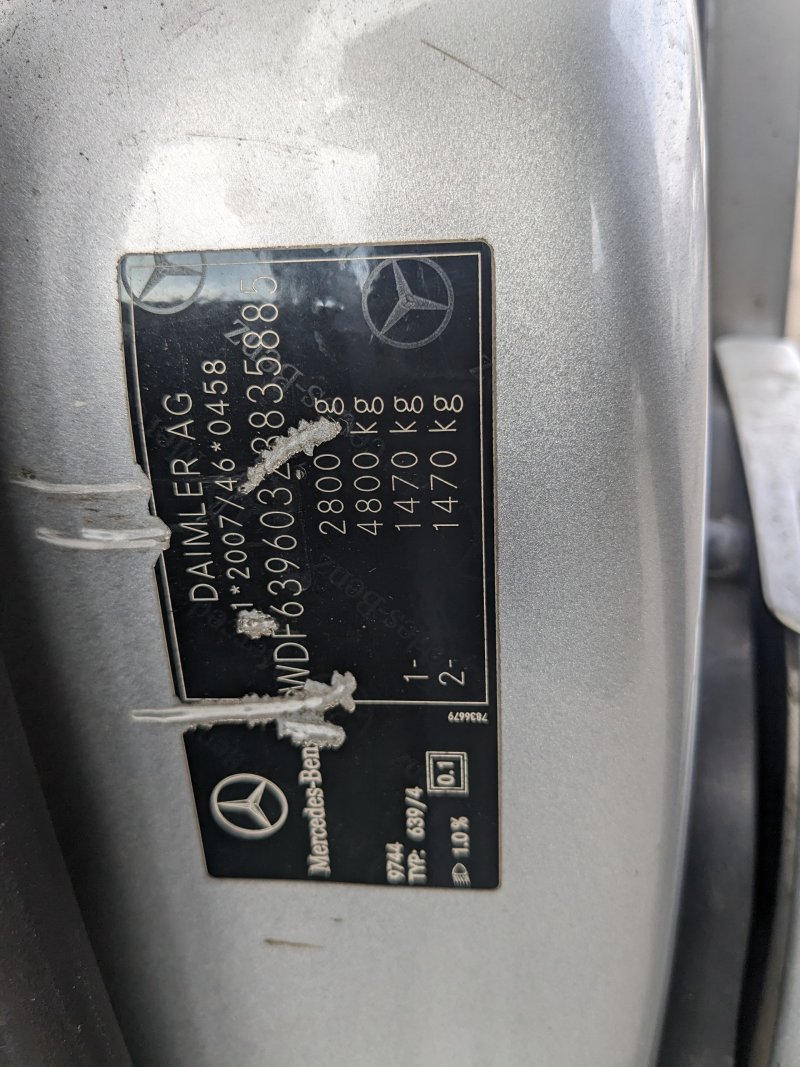 DAIMLER AG
1*2007/46*0458
WDF63960323835885
2800 kg
4800 kg
1- 1470 kg
2- 1470 kg
7836679
Mercedes-Benz
9744
TYP: 639/4
1.0 %
0.1